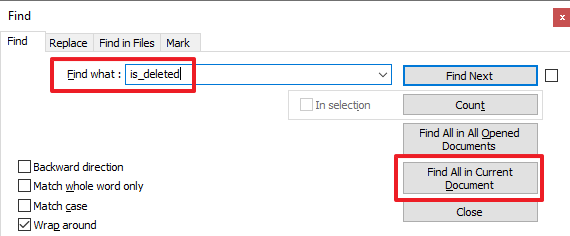 Find
x
Find Replace Find in Files Mark
Find what : is_deleted
Find Next
In selection
Count
Find All in All Opened
Documents
Backward direction
Find All in Current
Document
Match whole word only
Match case
Close
Wrap around